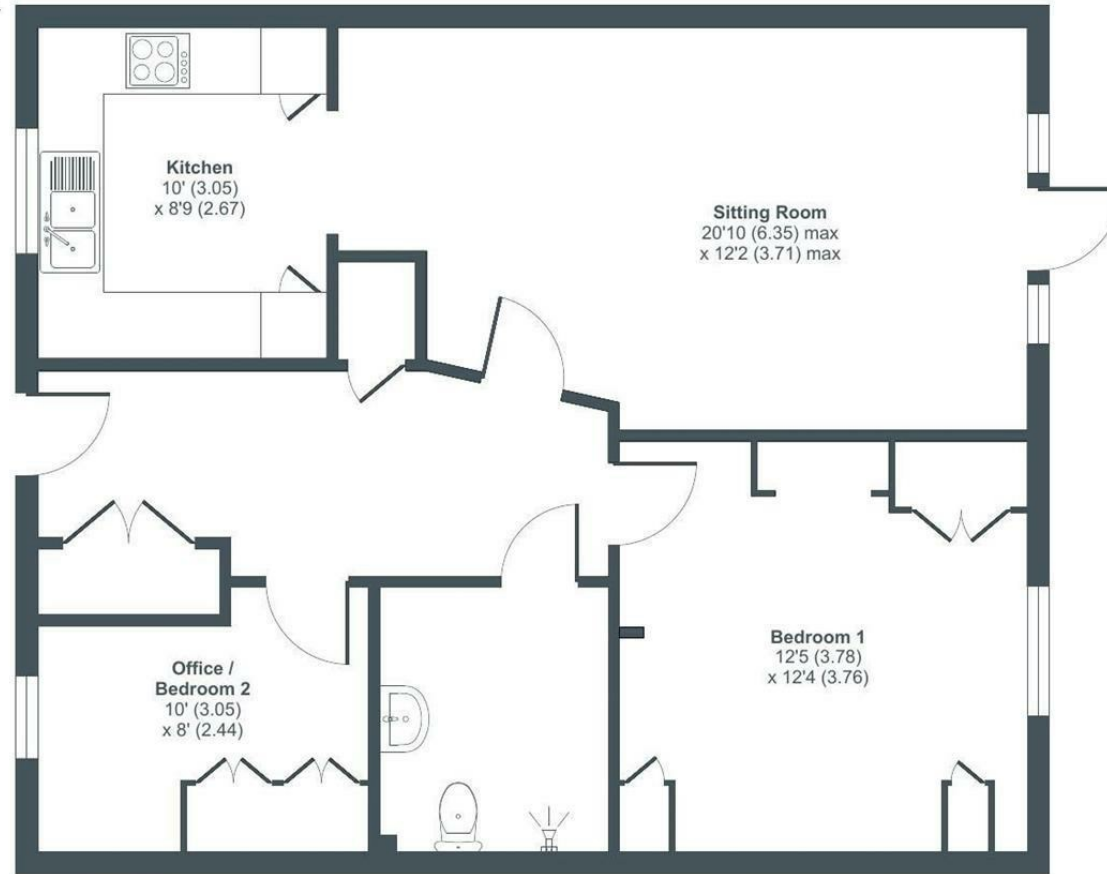 Kitchen
10' (3.05)
x 8'9 (2.67)
Sitting Room
20'10 (6.35) max
x 12'2 (3.71) max
Office /
Bedroom 2
10' (3.05)
x 8' (2.44)
Bedroom 1
12'5 (3.78)
x 12'4 (3.76)